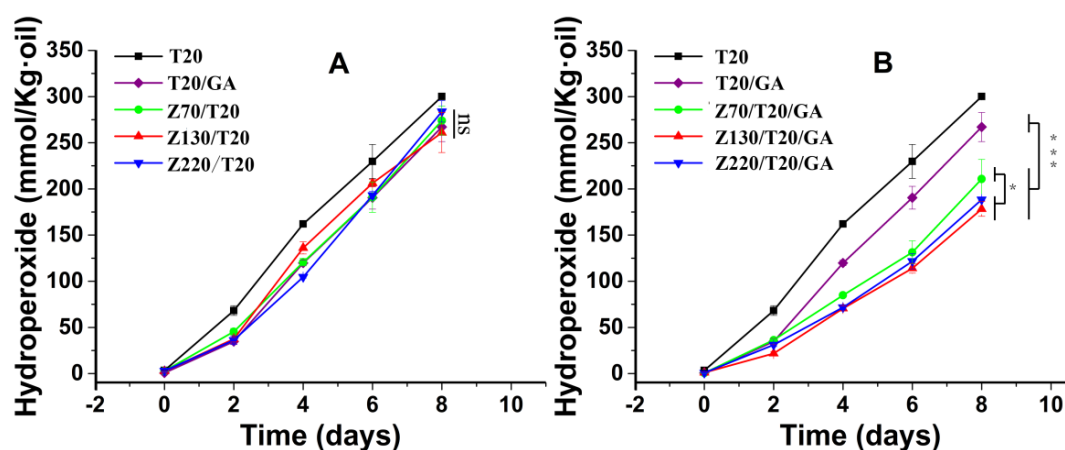 A
Hydroperoxide (mmol/Kg·oil)
350
300
250
200
150
100
50
0
T20
T20/GA
Z70/T20
Z130/T20
Z220/T20
ns
-2 0 2 4 6 8 10
Time (days)
B
Hydroperoxide (mmol/Kg·oil)
350
300
250
200
150
100
50
0
T20
T20/GA
Z70/T20/GA
Z130/T20/GA
Z220/T20/GA
*
***
-2 0 2 4 6 8 10
Time (days)